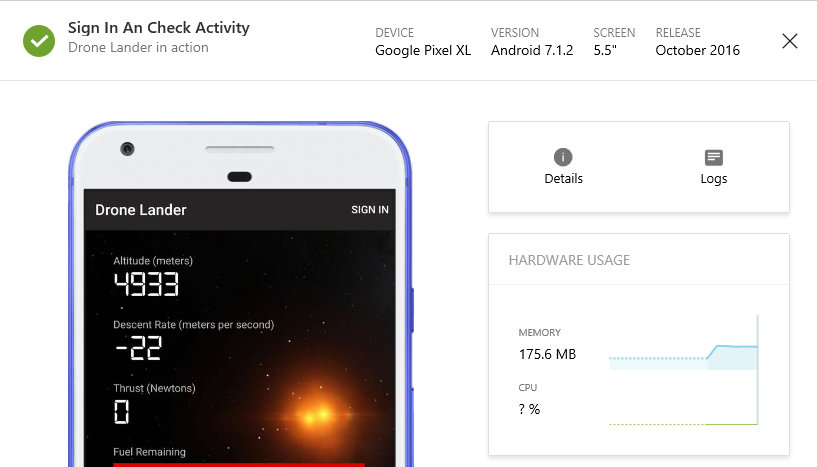 Sign In An Check Activity
Drone Lander in action
DEVICE
Google Pixel XL
VERSION
Android 7.1.2
SCREEN
5.5"
RELEASE
October 2016
Drone Lander
SIGN IN
Altitude (meters)
4933
Descent Rate (meters per second)
-22
Thrust (Newtons)
0
Fuel Remaining
Details
Logs
HARDWARE USAGE
MEMORY
175.6 MB
CPU
? %